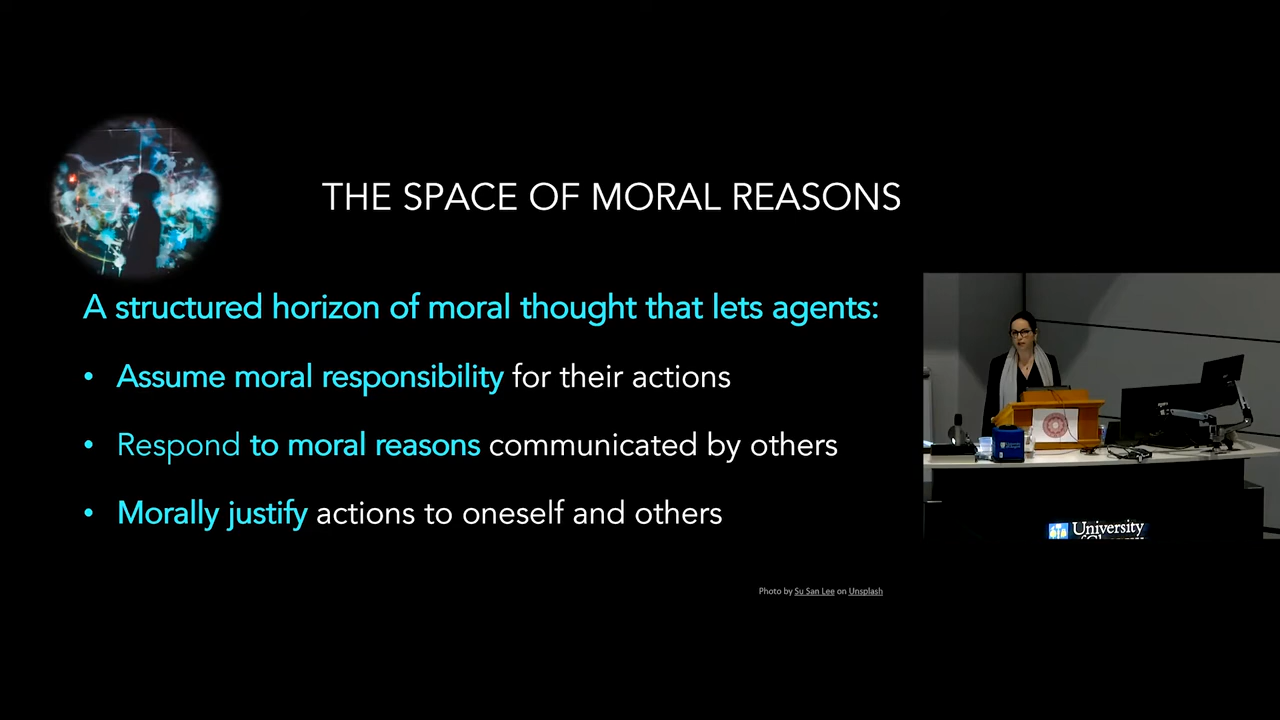 THE SPACE OF MORAL REASONS
A structured horizon of moral thought that lets agents:
• Assume moral responsibility for their actions
• Respond to moral reasons communicated by others
• Morally justify actions to oneself and others
Photo by Su San Lee on Unsplash
University